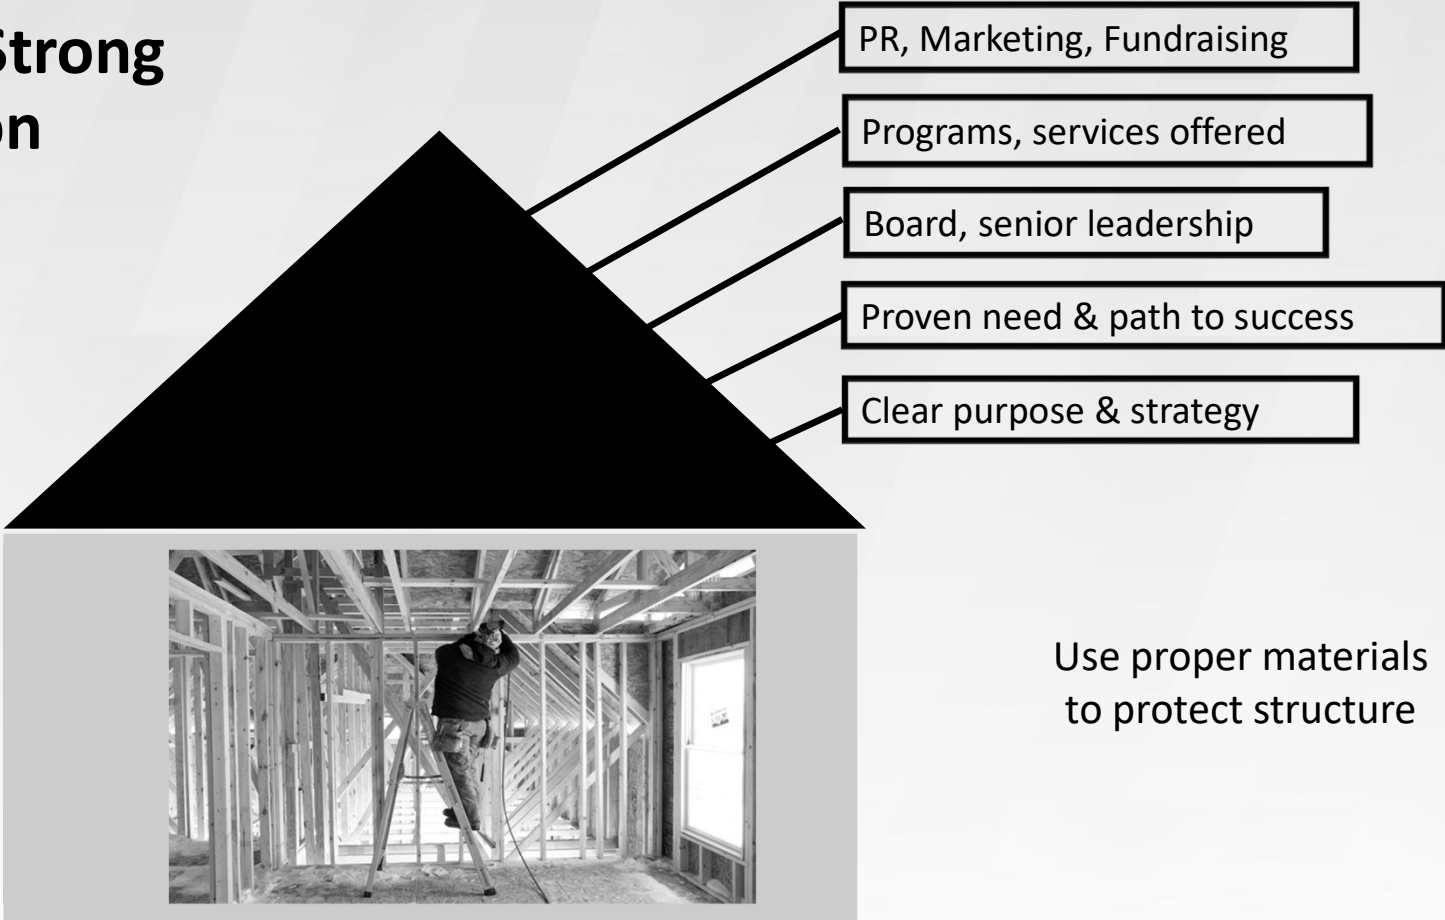 Strong
on
PR, Marketing, Fundraising
Programs, services offered
Board, senior leadership
Proven need & path to success
Clear purpose & strategy
Use proper materials
to protect structure